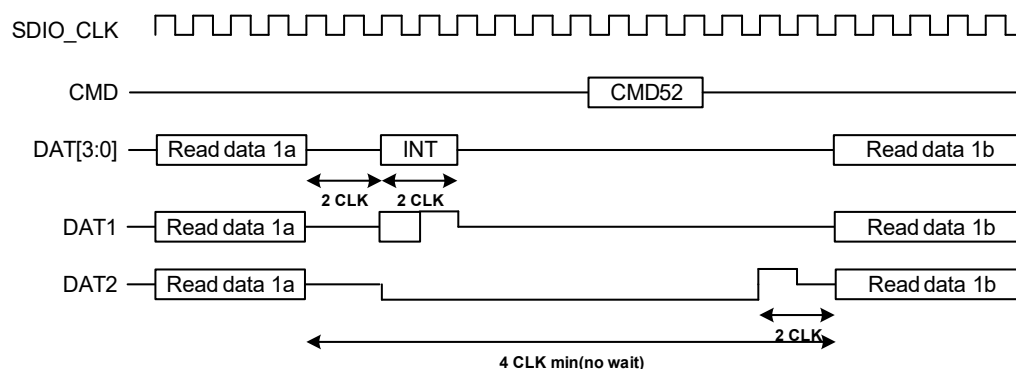 SDIO_CLK
CMD
CMD52
DAT[3:0]
Read data 1a
INT
Read data 1b
2 CLK
2 CLK
DAT1
Read data 1a
Read data 1b
DAT2
Read data 1a
Read data 1b
2 CLK
4 CLK min(no wait)